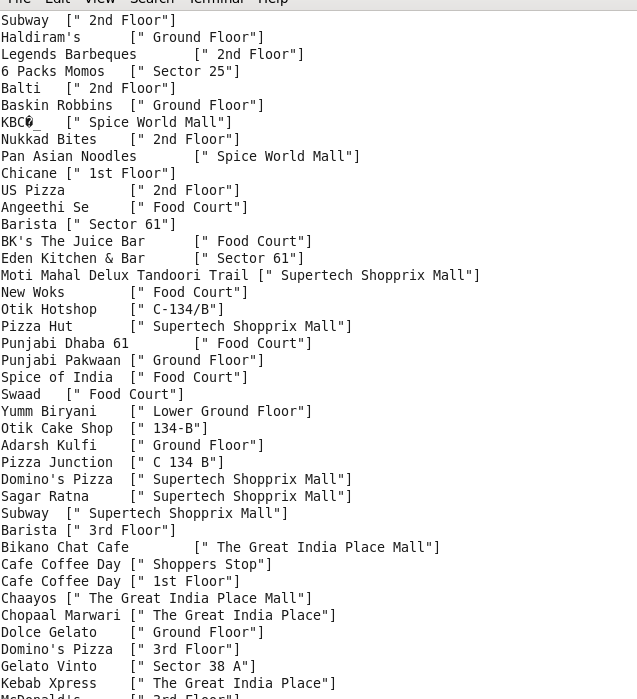 File Edit View Search Terminal Help
Subway [" 2nd Floor"]
Haldiram's [" Ground Floor"]
Legends Barbeques [" 2nd Floor"]
6 Packs Momos [" Sector 25"]
Balti [" 2nd Floor"]
Baskin Robbins [" Ground Floor"]
KBC�_ [" Spice World Mall"]
Nukkad Bites [" 2nd Floor"]
Pan Asian Noodles [" Spice World Mall"]
Chicane [" 1st Floor"]
US Pizza [" 2nd Floor"]
Angeethi Se [" Food Court"]
Barista [" Sector 61"]
BK's The Juice Bar [" Food Court"]
Eden Kitchen & Bar [" Sector 61"]
Moti Mahal Delux Tandoori Trail [" Supertech Shopprix Mall"]
New Woks [" Food Court"]
Otik Hotshop [" C-134/B"]
Pizza Hut [" Supertech Shopprix Mall"]
Punjabi Dhaba 61 [" Food Court"]
Punjabi Pakwaan [" Ground Floor"]
Spice of India [" Food Court"]
Swaad [" Food Court"]
Yumm Biryani [" Lower Ground Floor"]
Otik Cake Shop [" 134-B"]
Adarsh Kulfi [" Ground Floor"]
Pizza Junction [" C 134 B"]
Domino's Pizza [" Supertech Shopprix Mall"]
Sagar Ratna [" Supertech Shopprix Mall"]
Subway [" Supertech Shopprix Mall"]
Barista [" 3rd Floor"]
Bikano Chat Cafe [" The Great India Place Mall"]
Cafe Coffee Day [" Shoppers Stop"]
Cafe Coffee Day [" 1st Floor"]
Chaayos [" The Great India Place Mall"]
Chopaal Marwari [" The Great India Place"]
Dolce Gelato [" Ground Floor"]
Domino's Pizza [" 3rd Floor"]
Gelato Vinto [" Sector 38 A"]
Kebab Xpress [" The Great India Place"]
McDonald's [" 3rd Floor"]